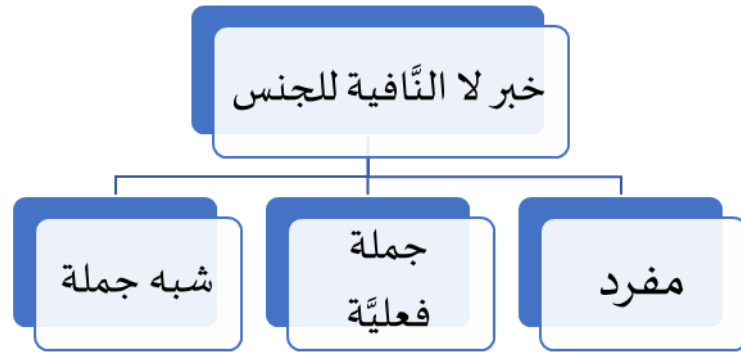 خبر لا النَّافية للجنس
مفرد
جملة
فعليَّة
شبه جملة